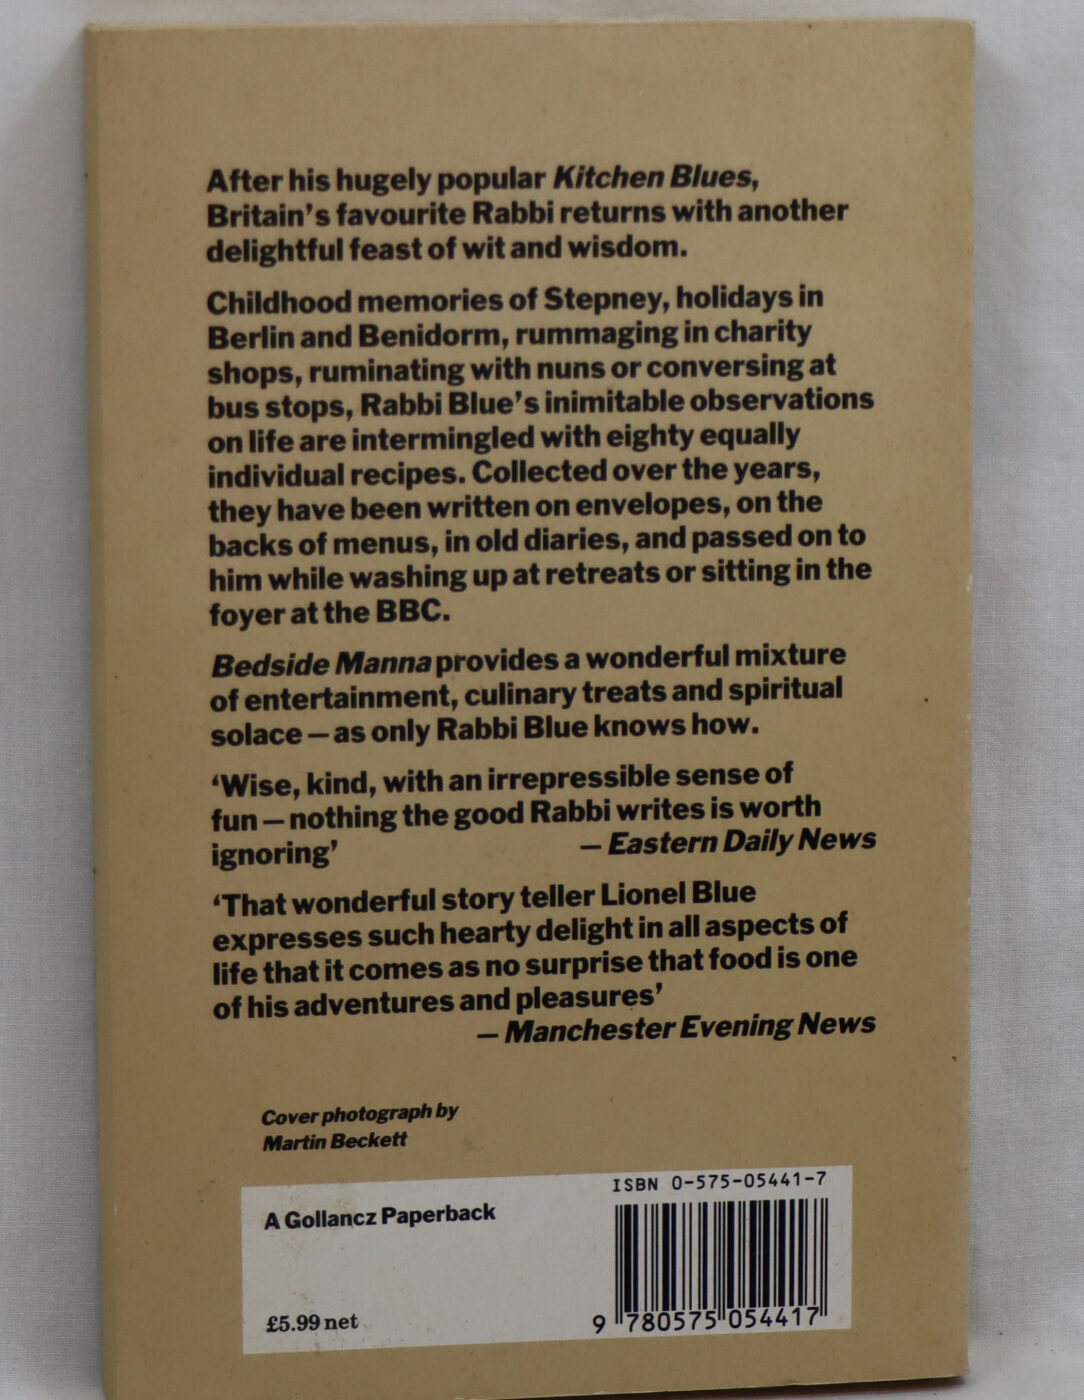 After his hugely popular Kitchen Blues,
Britain's favourite Rabbi returns with another
delightful feast of wit and wisdom.
Childhood memories of Stepney, holidays in
Berlin and Benidorm, rummaging in charity
shops, ruminating with nuns or conversing at
bus stops, Rabbi Blue's inimitable observations
on life are intermingled with eighty equally
individual recipes. Collected over the years,
they have been written on envelopes, on the
backs of menus, in old diaries, and passed on to
him while washing up at retreats or sitting in the
foyer at the BBC.
Bedside Manna provides a wonderful mixture
of entertainment, culinary treats and spiritual
solace – as only Rabbi Blue knows how.
'Wise, kind, with an irrepressible sense of
fun – nothing the good Rabbi writes is worth
ignoring' – Eastern Daily News
'That wonderful story teller Lionel Blue
expresses such hearty delight in all aspects of
life that it comes as no surprise that food is one
of his adventures and pleasures'
– Manchester Evening News
Cover photograph by
Martin Beckett
ISBN 0-575-05441-7
A Gollancz Paperback
£5.99 net
9 780575 054417